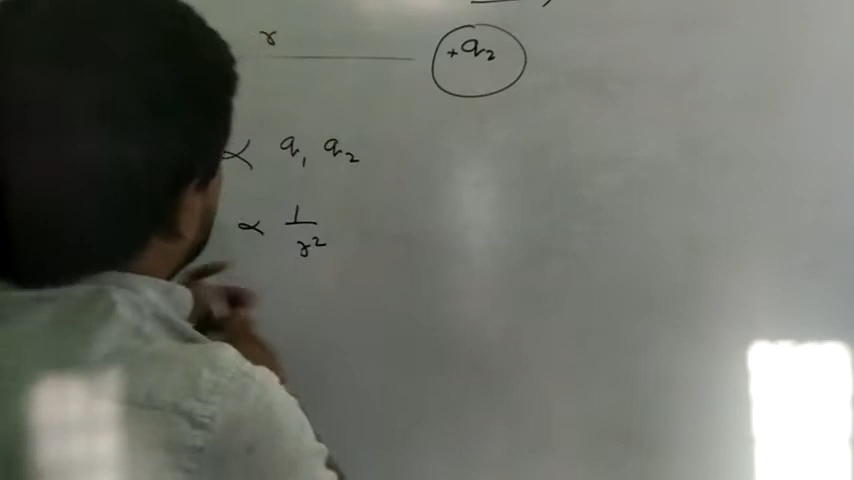 r
+q₂
∝ q₁ q₂
∝ 1/r²